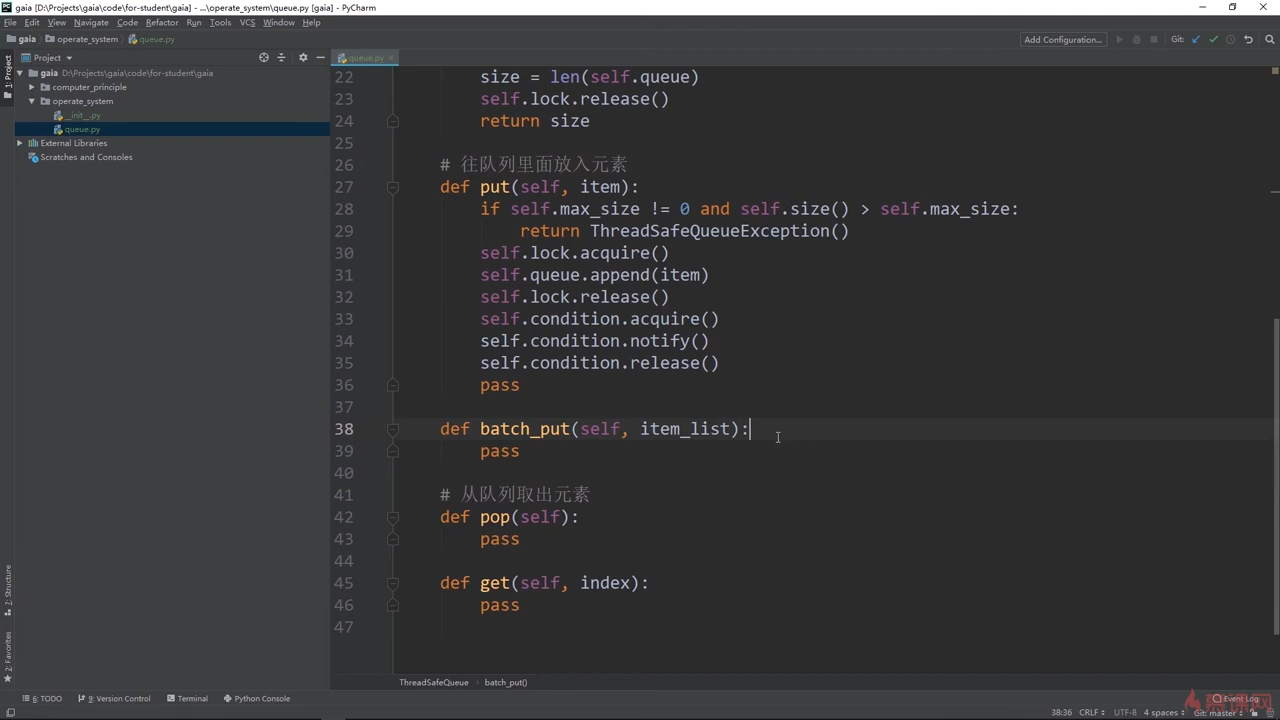 gaia [D:\Projects\gaia\code\for-student\gaia] - ...\operate_system\queue.py [gaia] - PyCharm
File Edit View Navigate Code Refactor Run Tools VCS Window Help
gaia operate_system queue.py Add Configuration... Git:
Project queue.py
1: Project
gaia D:\Projects\gaia\code\for-student\gaia
computer_principle
operate_system
__init__.py
queue.py
External Libraries
Scratches and Consoles
22 size = len(self.queue)
23 self.lock.release()
24 return size
25
26 # 往队列里面放入元素
27 def put(self, item):
28 if self.max_size != 0 and self.size() > self.max_size:
29 return ThreadSafeQueueException()
30 self.lock.acquire()
31 self.queue.append(item)
32 self.lock.release()
33 self.condition.acquire()
34 self.condition.notify()
35 self.condition.release()
36 pass
37
38 def batch_put(self, item_list):
39 pass
40
41 # 从队列取出元素
42 def pop(self):
43 pass
44
45 def get(self, index):
46 pass
47
7: Structure
2: Favorites
ThreadSafeQueue batch_put()
6: TODO 9: Version Control Terminal Python Console Event Log
慕课网
38:36 CRLF UTF-8 4 spaces Git: master